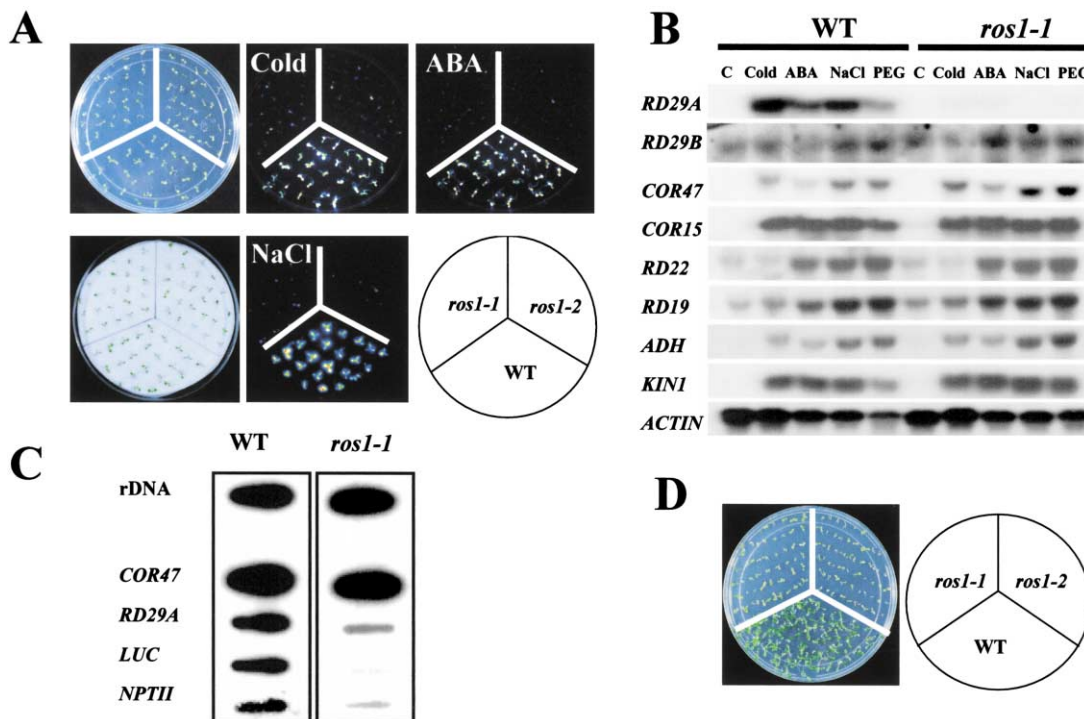 A
Cold
ABA
NaCl
ros1-1
ros1-2
WT
B
WT
ros1-1
C Cold ABA NaCl PEG C Cold ABA NaCl PEG
RD29A
RD29B
COR47
COR15
RD22
RD19
ADH
KIN1
ACTIN
C
WT
ros1-1
rDNA
COR47
RD29A
LUC
NPTII
D
ros1-1
ros1-2
WT